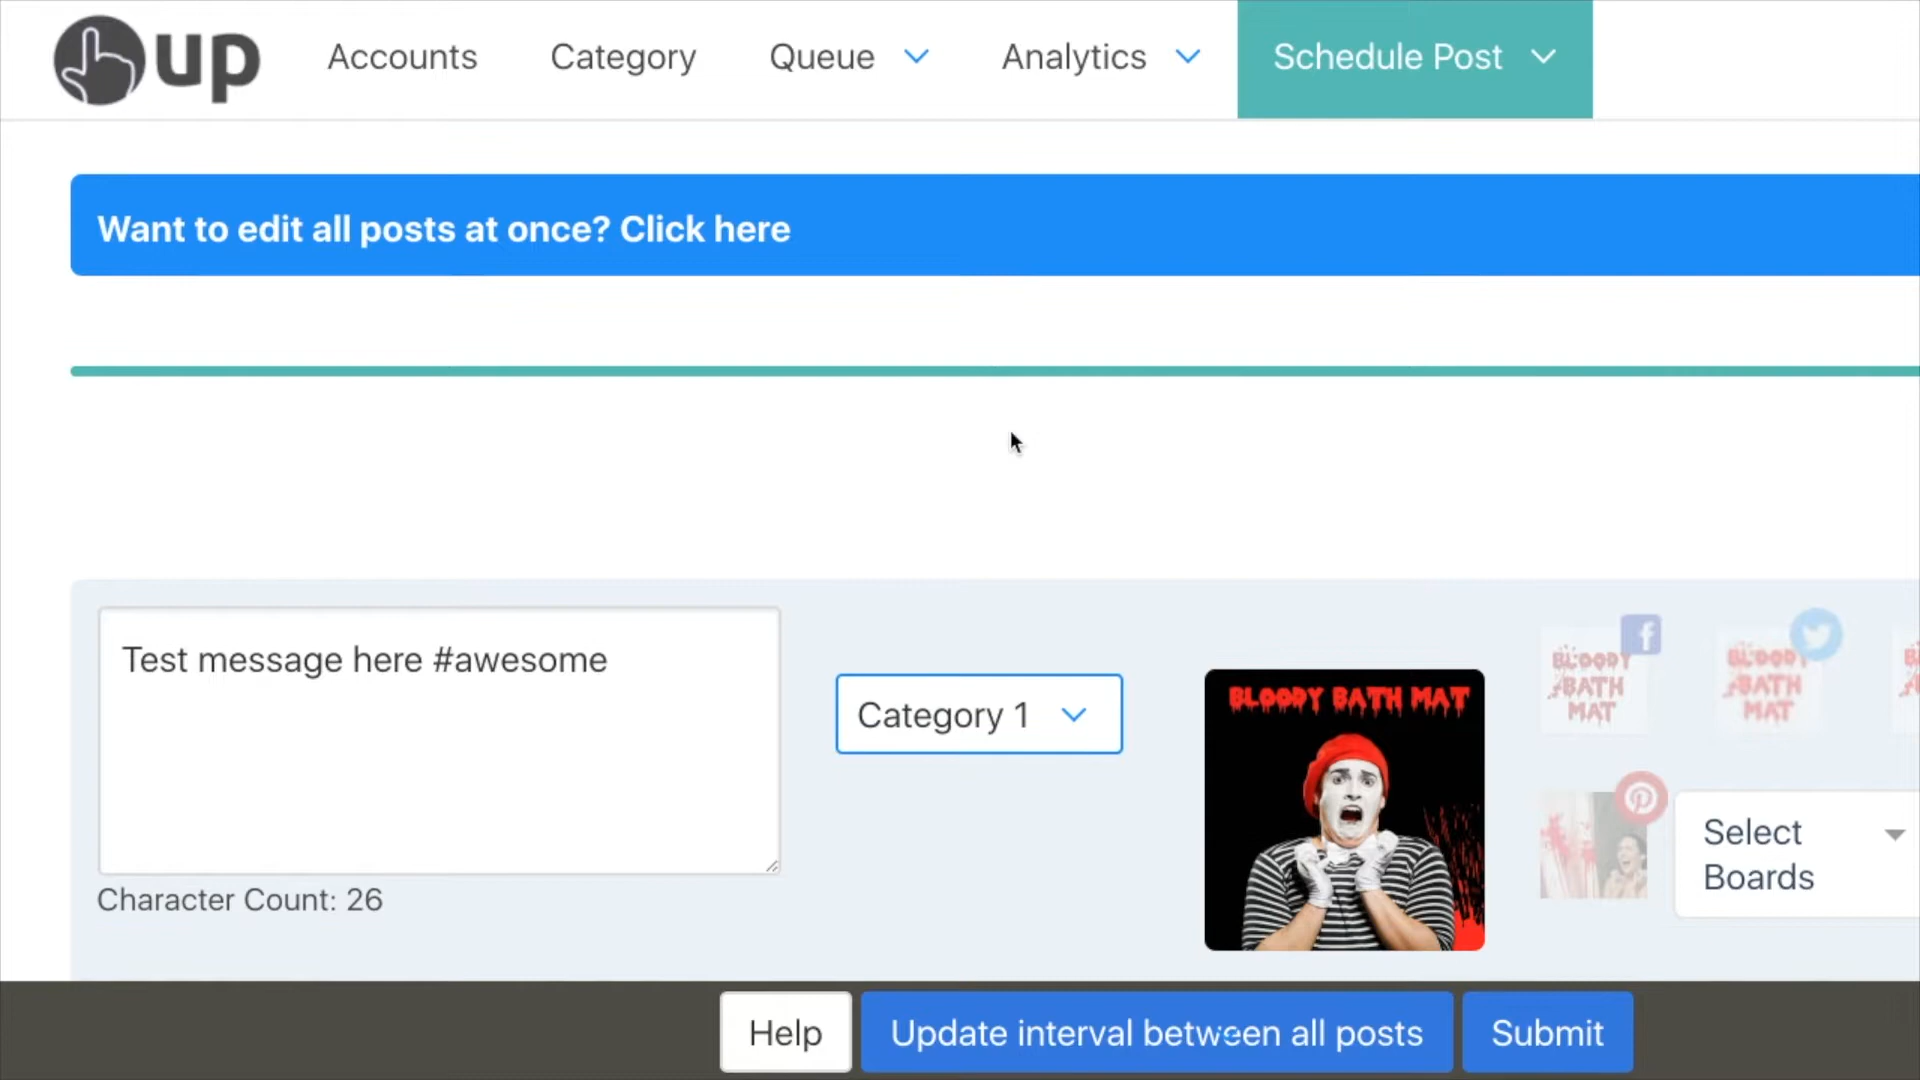 up
Accounts
Category
Queue
Analytics
Schedule Post
Want to edit all posts at once? Click here
Test message here #awesome
Character Count: 26
Category 1
BLOODY BATH MAT
BLOODY
BATH
MAT
BLOODY
BATH
MAT
Select
Boards
Help
Update interval between all posts
Submit